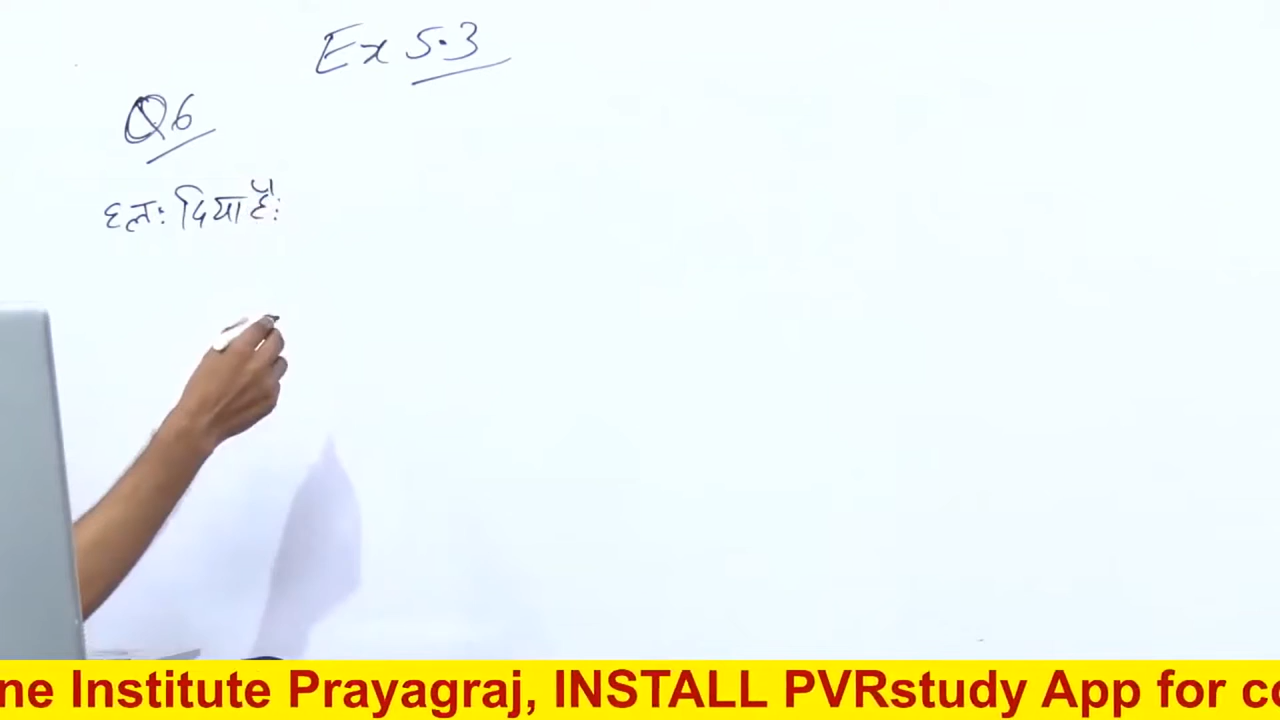 Ex 5.3
Q6
हलः दिया हैः
ne Institute Prayagraj, INSTALL PVRstudy App for co